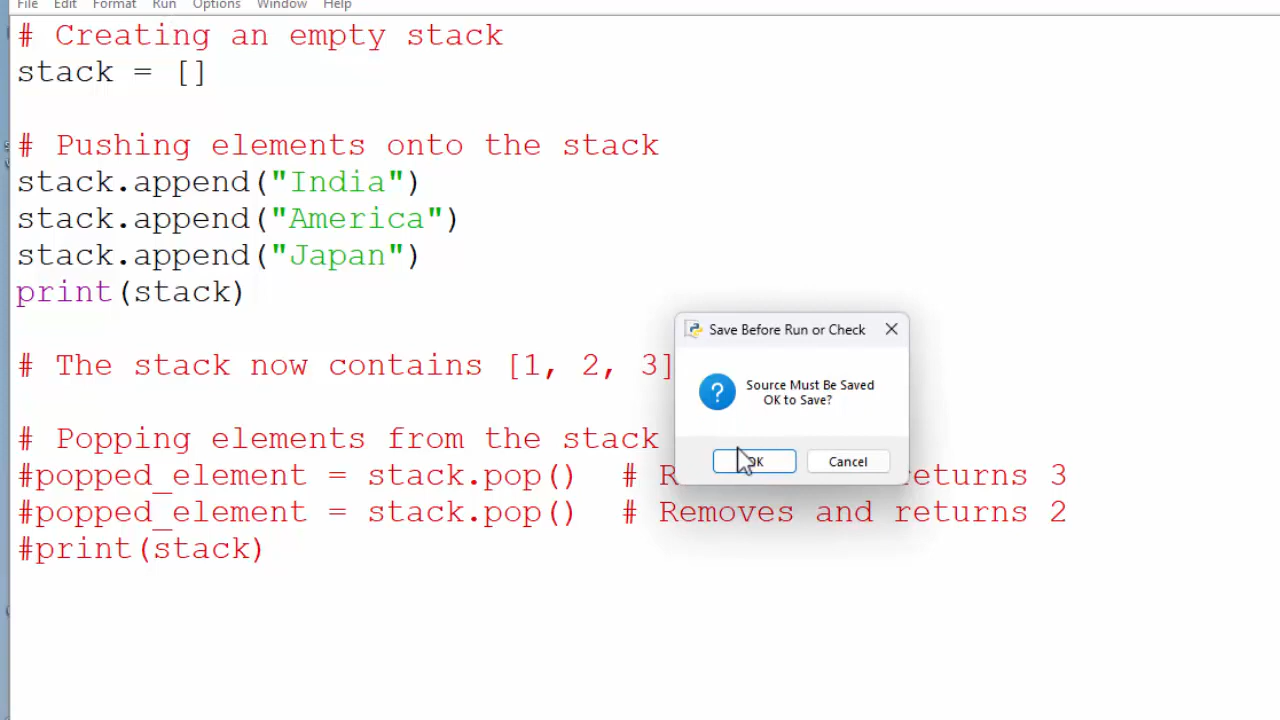 File Edit Format Run Options Window Help
# Creating an empty stack
stack = []
# Pushing elements onto the stack
stack.append("India")
stack.append("America")
stack.append("Japan")
print(stack)
# The stack now contains [1, 2, 3]
# Popping elements from the stack
#popped_element = stack.pop() # returns 3
#popped_element = stack.pop() # Removes and returns 2
#print(stack)
Save Before Run or Check
Source Must Be Saved
OK to Save?
OK Cancel